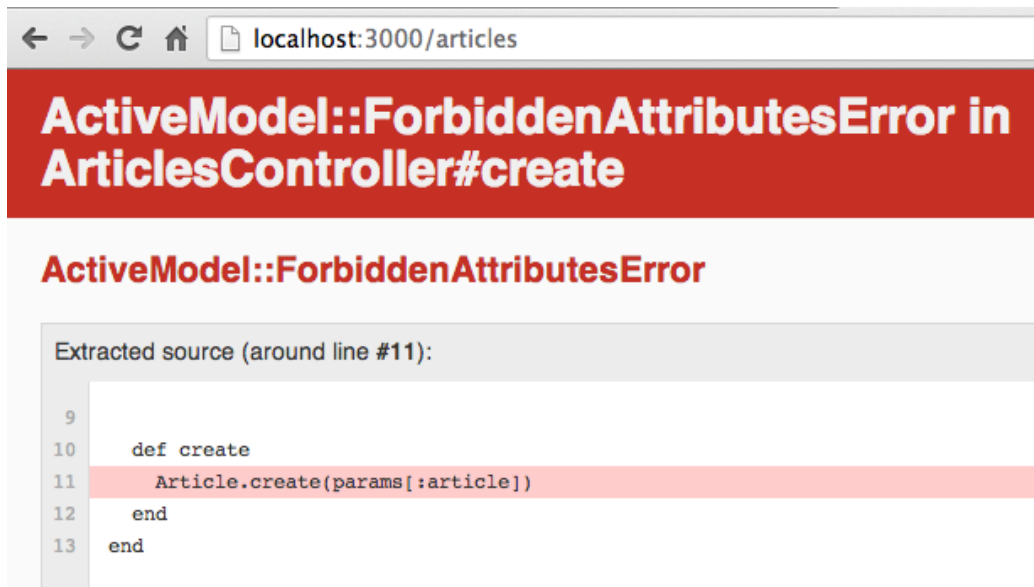 localhost:3000/articles
ActiveModel::ForbiddenAttributesError in
ArticlesController#create
ActiveModel::ForbiddenAttributesError
Extracted source (around line #11):
9
10 def create
11 Article.create(params[:article])
12 end
13 end